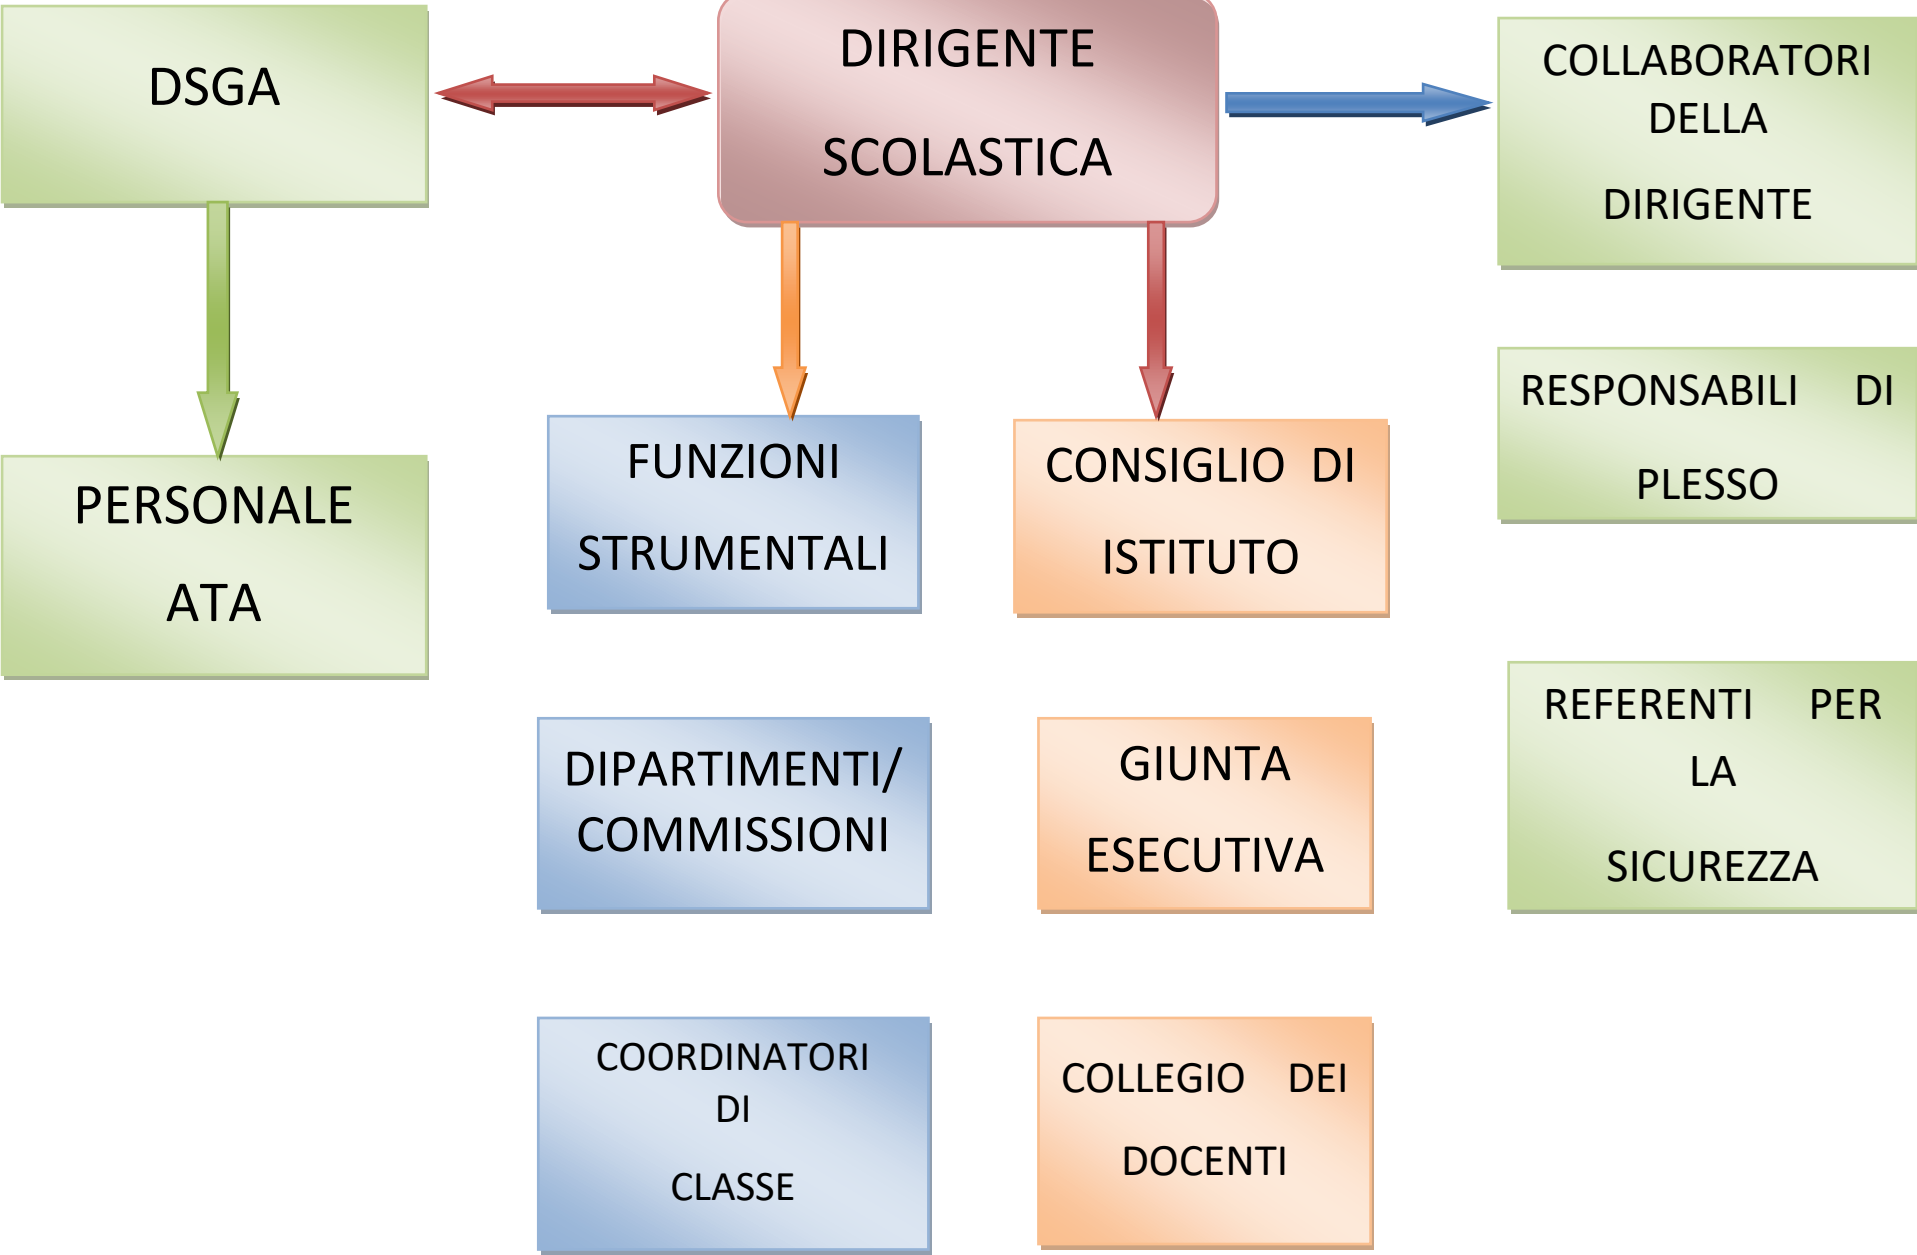 DSGA
DIRIGENTE
SCOLASTICA
COLLABORATORI
DELLA
DIRIGENTE
RESPONSABILI DI
PLESSO
PERSONALE
ATA
FUNZIONI
STRUMENTALI
CONSIGLIO DI
ISTITUTO
REFERENTI PER
LA
SICUREZZA
DIPARTIMENTI/
COMMISSIONI
GIUNTA
ESECUTIVA
COORDINATORI
DI
CLASSE
COLLEGIO DEI
DOCENTI